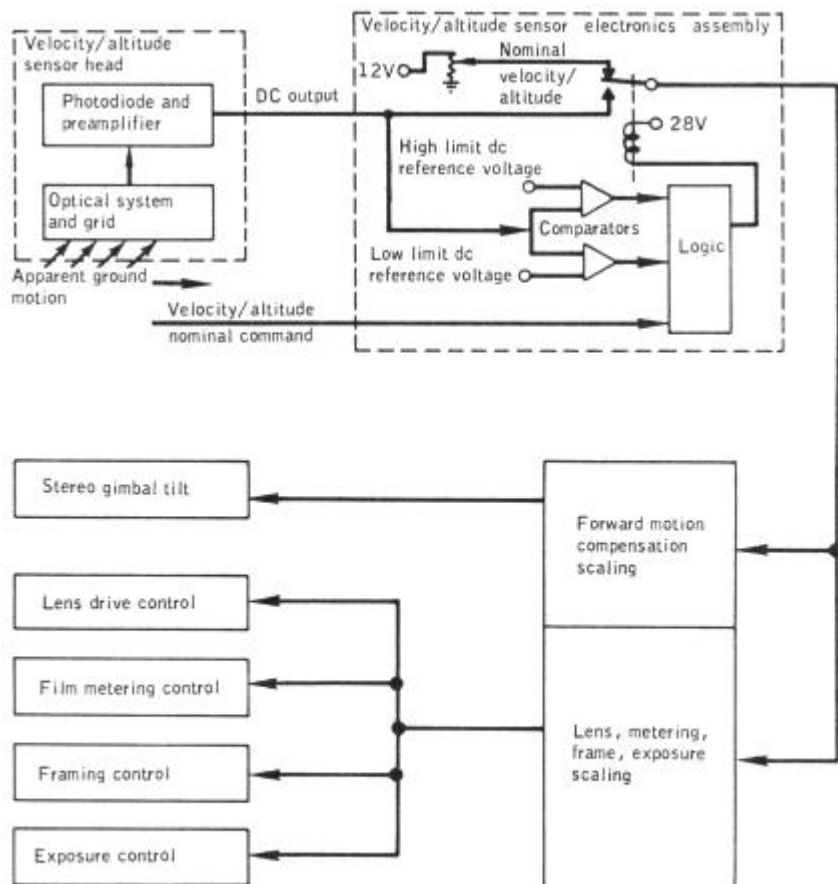 Velocity/altitude
sensor head
Photodiode and
preamplifier
Optical system
and grid
Apparent ground
motion
DC output
Velocity/altitude sensor electronics assembly
12V
Nominal
velocity/
altitude
28V
High limit dc
reference voltage
Comparators
Low limit dc
reference voltage
Logic
Velocity/altitude
nominal command
Stereo gimbal tilt
Lens drive control
Film metering control
Framing control
Exposure control
Forward motion
compensation
scaling
Lens, metering,
frame, exposure
scaling